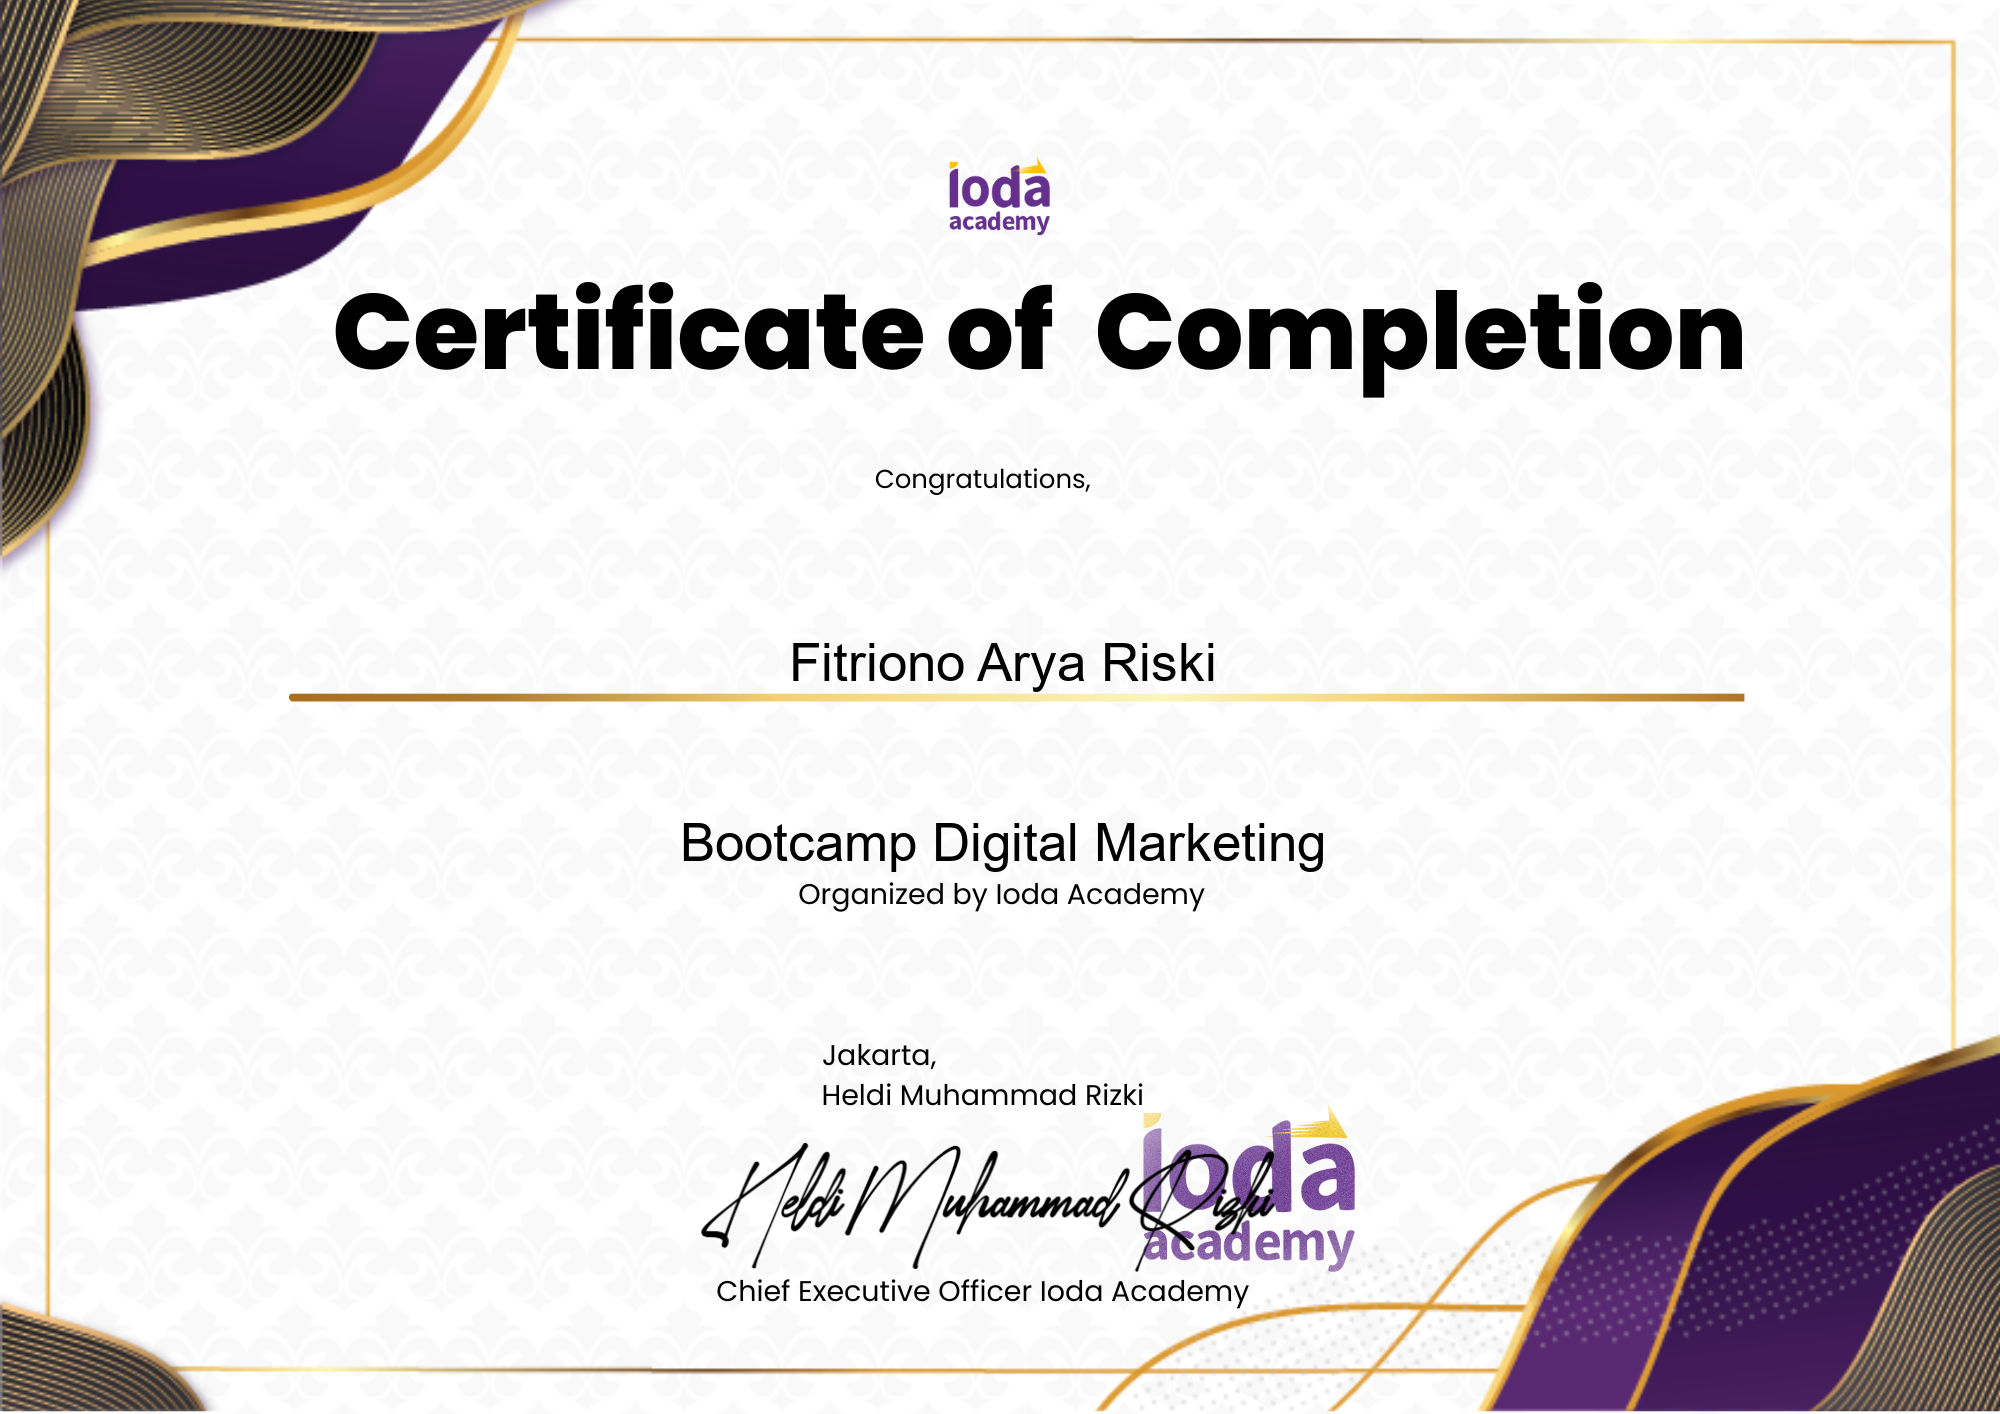 ioda
academy
Certificate of Completion
Congratulations,
Fitriono Arya Riski
Bootcamp Digital Marketing
Organized by Ioda Academy
Jakarta,
Heldi Muhammad Rizki
ioda
academy
Heldi Muhammad Rizki
Chief Executive Officer Ioda Academy